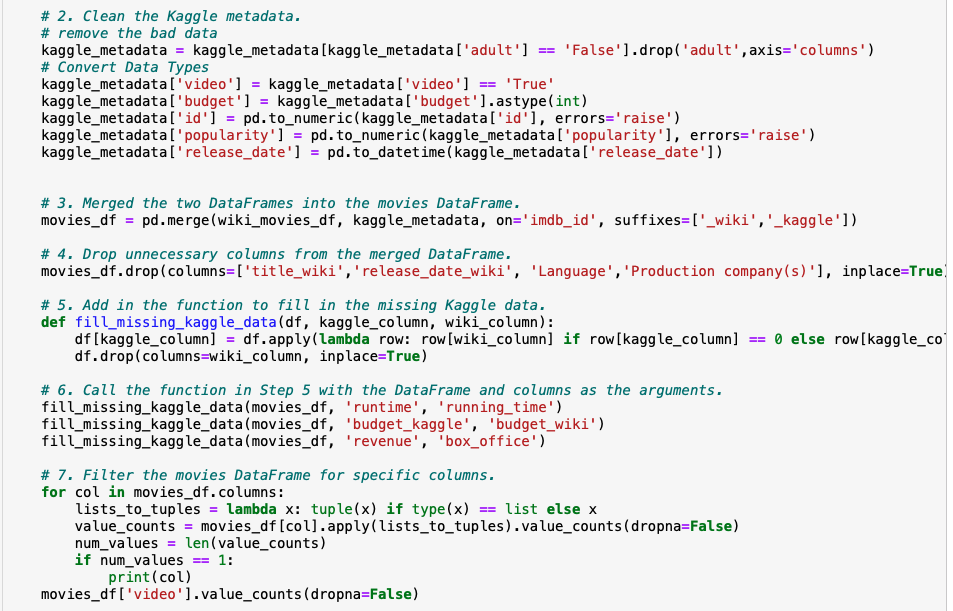 # 2. Clean the Kaggle metadata.
# remove the bad data
kaggle_metadata = kaggle_metadata[kaggle_metadata['adult'] == 'False'].drop('adult',axis='columns')
# Convert Data Types
kaggle_metadata['video'] = kaggle_metadata['video'] == 'True'
kaggle_metadata['budget'] = kaggle_metadata['budget'].astype(int)
kaggle_metadata['id'] = pd.to_numeric(kaggle_metadata['id'], errors='raise')
kaggle_metadata['popularity'] = pd.to_numeric(kaggle_metadata['popularity'], errors='raise')
kaggle_metadata['release_date'] = pd.to_datetime(kaggle_metadata['release_date'])
# 3. Merged the two DataFrames into the movies DataFrame.
movies_df = pd.merge(wiki_movies_df, kaggle_metadata, on='imdb_id', suffixes=['_wiki','_kaggle'])
# 4. Drop unnecessary columns from the merged DataFrame.
movies_df.drop(columns=['title_wiki','release_date_wiki', 'Language','Production company(s)'], inplace=True)
# 5. Add in the function to fill in the missing Kaggle data.
def fill_missing_kaggle_data(df, kaggle_column, wiki_column):
    df[kaggle_column] = df.apply(lambda row: row[wiki_column] if row[kaggle_column] == 0 else row[kaggle_co
    df.drop(columns=wiki_column, inplace=True)
# 6. Call the function in Step 5 with the DataFrame and columns as the arguments.
fill_missing_kaggle_data(movies_df, 'runtime', 'running_time')
fill_missing_kaggle_data(movies_df, 'budget_kaggle', 'budget_wiki')
fill_missing_kaggle_data(movies_df, 'revenue', 'box_office')
# 7. Filter the movies DataFrame for specific columns.
for col in movies_df.columns:
    lists_to_tuples = lambda x: tuple(x) if type(x) == list else x
    value_counts = movies_df[col].apply(lists_to_tuples).value_counts(dropna=False)
    num_values = len(value_counts)
    if num_values == 1:
        print(col)
movies_df['video'].value_counts(dropna=False)